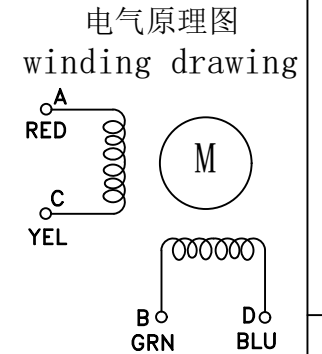 电气原理图
winding drawing
A
RED
M
C
YEL
B
D
GRN
BLU